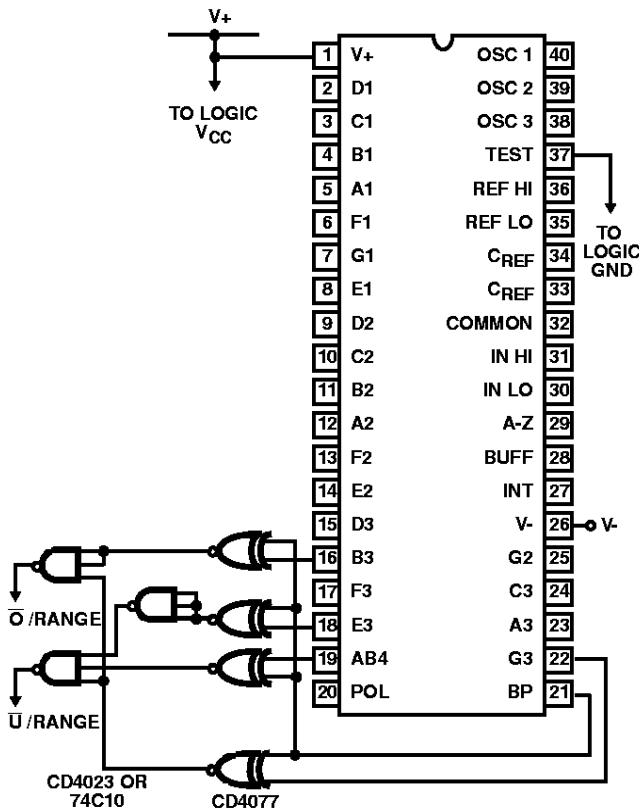 V+
TO LOGIC
VCC
1 V+ OSC 1 40
2 D1 OSC 2 39
3 C1 OSC 3 38
4 B1 TEST 37
5 A1 REF HI 36
6 F1 REF LO 35
7 G1 CREF 34
8 E1 CREF 33
9 D2 COMMON 32
10 C2 IN HI 31
11 B2 IN LO 30
12 A2 A-Z 29
13 F2 BUFF 28
14 E2 INT 27
15 D3 V- 26 V-
16 B3 G2 25
17 F3 C3 24
18 E3 A3 23
19 AB4 G3 22
20 POL BP 21
TO
LOGIC
GND
O̅ /RANGE
U̅ /RANGE
CD4023 OR
74C10
CD4077